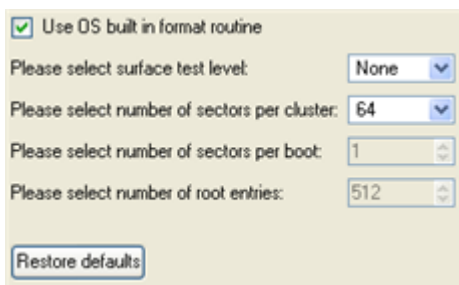 Use OS built in format routine
Please select surface test level: None
Please select number of sectors per cluster: 64
Please select number of sectors per boot: 1
Please select number of root entries: 512
Restore defaults